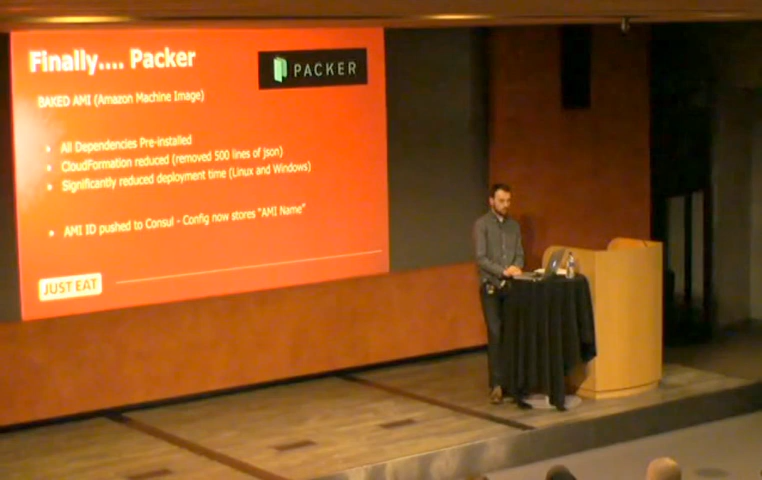 Finally.... Packer
PACKER
BAKED AMI (Amazon Machine Image)
• All Dependencies Pre-installed
• CloudFormation reduced (removed 500 lines of json)
• Significantly reduced deployment time (Linux and Windows)
• AMI ID pushed to Consul - Config now stores "AMI Name"
JUST EAT